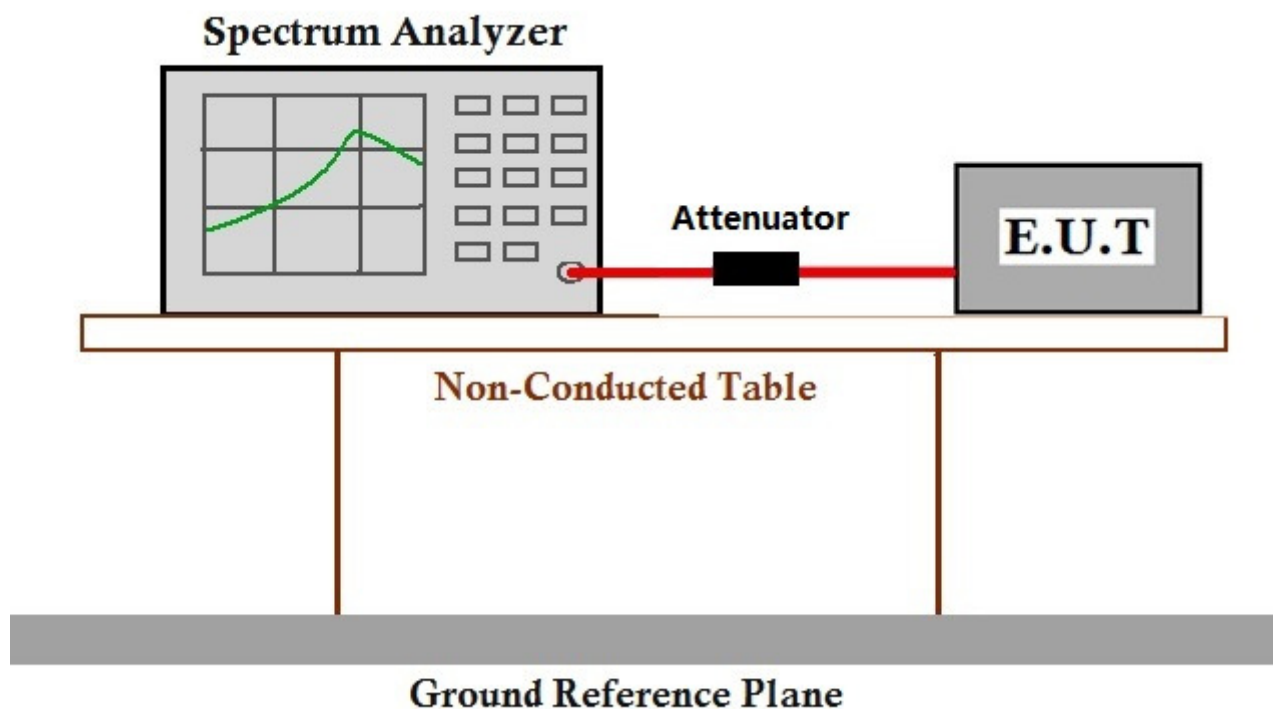 Spectrum Analyzer
Attenuator
E.U.T
Non-Conducted Table
Ground Reference Plane